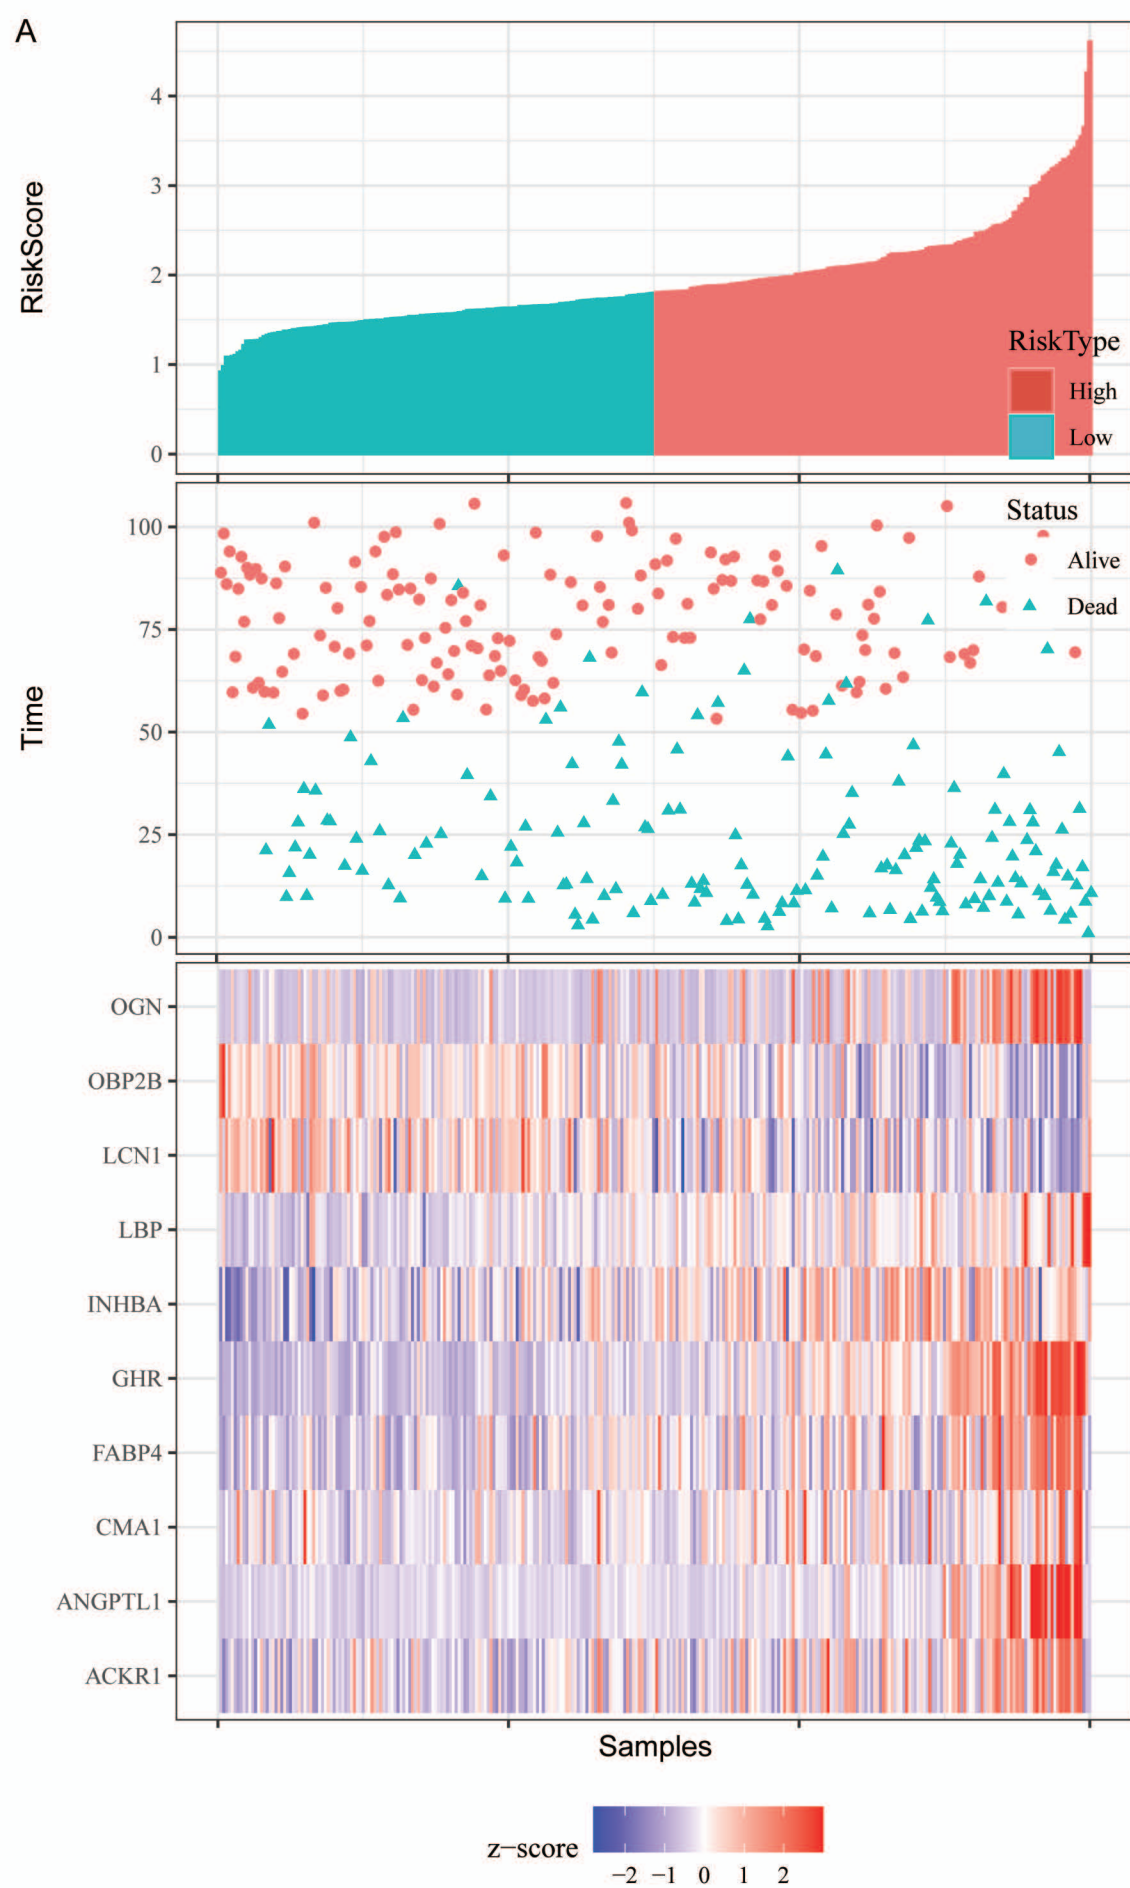 A
RiskScore
4
3
2
1
0
RiskType
High
Low
Time
100
75
50
25
0
Status
Alive
Dead
OGN
OBP2B
LCN1
LBP
INHBA
GHR
FABP4
CMA1
ANGPTL1
ACKR1
Samples
z−score
−2 −1 0 1 2